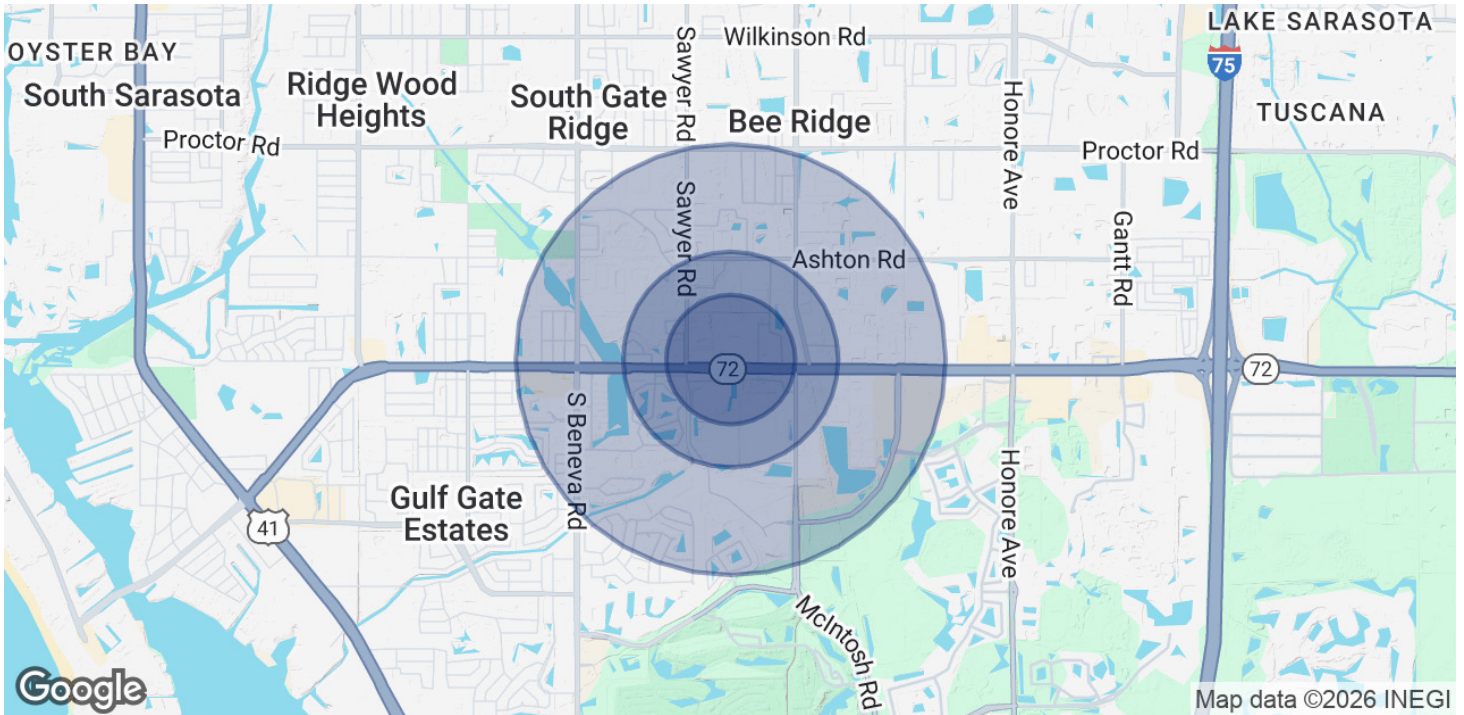 LAKE SARASOTA
Wilkinson Rd
OYSTER BAY
Sawyer Rd
75
South Sarasota
Ridge Wood
Heights
South Gate
Ridge
Bee Ridge
Honore Ave
TUSCANA
Proctor Rd
Proctor Rd
Sawyer Rd
Gantt Rd
Ashton Rd
72
72
S Beneva Rd
Gulf Gate
Estates
Honore Ave
41
McIntosh Rd
Google
Map data ©2026 INEGI